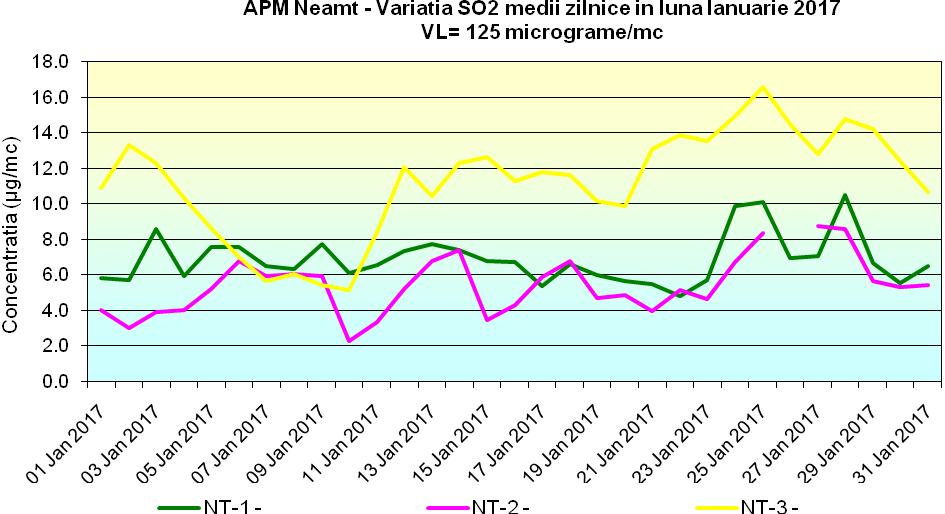 APM Neamt - Variatia SO2 medii zilnice in luna Ianuarie 2017
VL= 125 micrograme/mc
Concentratia (µg/mc)
18.0
16.0
14.0
12.0
10.0
8.0
6.0
4.0
2.0
0.0
01 Jan 2017
03 Jan 2017
05 Jan 2017
07 Jan 2017
09 Jan 2017
11 Jan 2017
13 Jan 2017
15 Jan 2017
17 Jan 2017
19 Jan 2017
21 Jan 2017
23 Jan 2017
25 Jan 2017
27 Jan 2017
29 Jan 2017
31 Jan 2017
NT-1 - NT-2 - NT-3 -